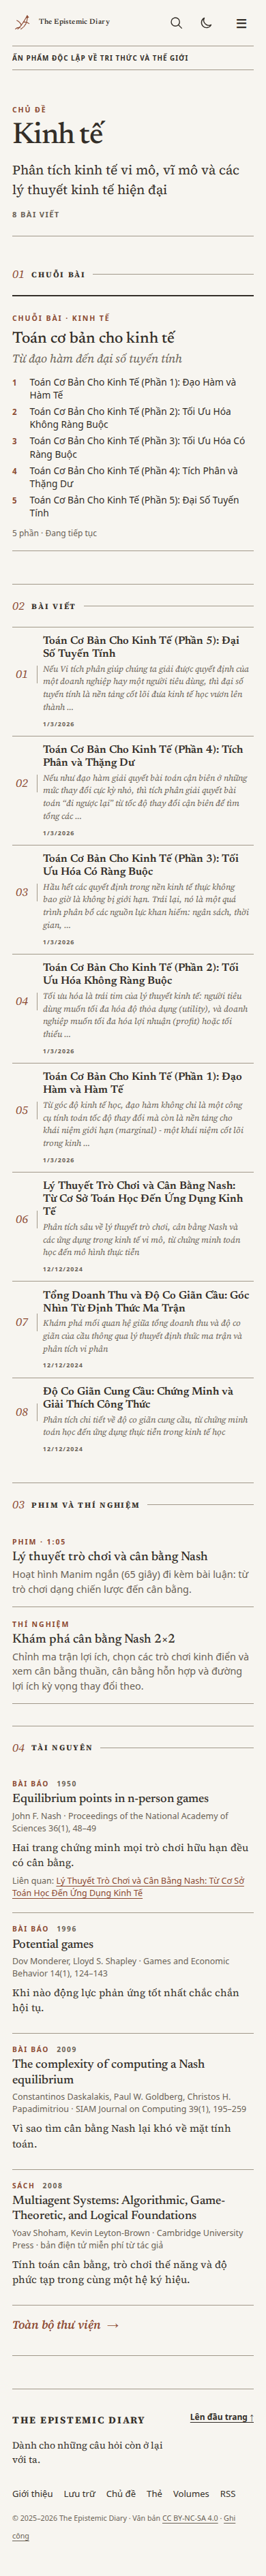 The Epistemic Diary
ẤN PHẨM ĐỘC LẬP VỀ TRI THỨC VÀ THẾ GIỚI
CHỦ ĐỀ
Kinh tế
Phân tích kinh tế vi mô, vĩ mô và các
lý thuyết kinh tế hiện đại
8 BÀI VIẾT
01 CHUỖI BÀI
CHUỖI BÀI · KINH TẾ
Toán cơ bản cho kinh tế
Từ đạo hàm đến đại số tuyến tính
1 Toán Cơ Bản Cho Kinh Tế (Phần 1): Đạo Hàm và
Hàm Tế
2 Toán Cơ Bản Cho Kinh Tế (Phần 2): Tối Ưu Hóa
Không Ràng Buộc
3 Toán Cơ Bản Cho Kinh Tế (Phần 3): Tối Ưu Hóa Có
Ràng Buộc
4 Toán Cơ Bản Cho Kinh Tế (Phần 4): Tích Phân và
Thặng Dư
5 Toán Cơ Bản Cho Kinh Tế (Phần 5): Đại Số Tuyến
Tính
5 phần · Đang tiếp tục
02 BÀI VIẾT
01
Toán Cơ Bản Cho Kinh Tế (Phần 5): Đại
Số Tuyến Tính
Nếu Vi tích phân giúp chúng ta giải được quyết định của
một doanh nghiệp hay một người tiêu dùng, thì đại số
tuyến tính là nền tảng cốt lõi đưa kinh tế học vươn lên
thành ...
1/3/2026
02
Toán Cơ Bản Cho Kinh Tế (Phần 4): Tích
Phân và Thặng Dư
Nếu như đạo hàm giải quyết bài toán cận biên ở những
mức thay đổi cực kỳ nhỏ, thì tích phân giải quyết bài
toán “đi ngược lại” từ tốc độ thay đổi cận biên để tìm
tổng các ...
1/3/2026
03
Toán Cơ Bản Cho Kinh Tế (Phần 3): Tối
Ưu Hóa Có Ràng Buộc
Hầu hết các quyết định trong nền kinh tế thực không
bao giờ là không bị giới hạn. Trái lại, nó là một quá
trình phân bổ các nguồn lực khan hiếm: ngân sách, thời
gian, ...
1/3/2026
04
Toán Cơ Bản Cho Kinh Tế (Phần 2): Tối
Ưu Hóa Không Ràng Buộc
Tối ưu hóa là trái tim của lý thuyết kinh tế: người tiêu
dùng muốn tối đa hóa độ thỏa dụng (utility), và doanh
nghiệp muốn tối đa hóa lợi nhuận (profit) hoặc tối
thiểu ...
1/3/2026
05
Toán Cơ Bản Cho Kinh Tế (Phần 1): Đạo
Hàm và Hàm Tế
Từ góc độ kinh tế học, đạo hàm không chỉ là một công
cụ tính toán tốc độ thay đổi mà còn là nền tảng cho
khái niệm giới hạn (marginal) - một khái niệm cốt lõi
trong kinh ...
1/3/2026
06
Lý Thuyết Trò Chơi và Cân Bằng Nash:
Từ Cơ Sở Toán Học Đến Ứng Dụng Kinh
Tế
Phân tích sâu về lý thuyết trò chơi, cân bằng Nash và
các ứng dụng trong kinh tế vi mô, từ chứng minh toán
học đến mô hình thực tiễn
12/12/2024
07
Tổng Doanh Thu và Độ Co Giãn Cầu: Góc
Nhìn Từ Định Thức Ma Trận
Khám phá mối quan hệ giữa tổng doanh thu và độ co
giãn của cầu thông qua lý thuyết định thức ma trận và
phân tích vi phân
12/12/2024
08
Độ Co Giãn Cung Cầu: Chứng Minh và
Giải Thích Công Thức
Phân tích chi tiết về độ co giãn cung cầu, từ chứng minh
toán học đến ứng dụng thực tiễn trong kinh tế học
12/12/2024
03 PHIM VÀ THÍ NGHIỆM
PHIM · 1:05
Lý thuyết trò chơi và cân bằng Nash
Hoạt hình Manim ngắn (65 giây) đi kèm bài luận: từ
trò chơi dạng chiến lược đến cân bằng.
THÍ NGHIỆM
Khám phá cân bằng Nash 2×2
Chỉnh ma trận lợi ích, chọn các trò chơi kinh điển và
xem cân bằng thuần, cân bằng hỗn hợp và đường
lợi ích kỳ vọng thay đổi theo.
04 TÀI NGUYÊN
BÀI BÁO 1950
Equilibrium points in n-person games
John F. Nash · Proceedings of the National Academy of
Sciences 36(1), 48–49
Hai trang chứng minh mọi trò chơi hữu hạn đều
có cân bằng.
Liên quan: Lý Thuyết Trò Chơi và Cân Bằng Nash: Từ Cơ Sở
Toán Học Đến Ứng Dụng Kinh Tế
BÀI BÁO 1996
Potential games
Dov Monderer, Lloyd S. Shapley · Games and Economic
Behavior 14(1), 124–143
Khi nào động lực phản ứng tốt nhất chắc chắn
hội tụ.
BÀI BÁO 2009
The complexity of computing a Nash
equilibrium
Constantinos Daskalakis, Paul W. Goldberg, Christos H.
Papadimitriou · SIAM Journal on Computing 39(1), 195–259
Vì sao tìm cân bằng Nash lại khó về mặt tính
toán.
SÁCH 2008
Multiagent Systems: Algorithmic, Game-
Theoretic, and Logical Foundations
Yoav Shoham, Kevin Leyton-Brown · Cambridge University
Press · bản điện tử miễn phí từ tác giả
Tính toán cân bằng, trò chơi thế năng và độ
phức tạp trong cùng một hệ ký hiệu.
Toàn bộ thư viện →
THE EPISTEMIC DIARY
Lên đầu trang ↑
Dành cho những câu hỏi còn ở lại
với ta.
Giới thiệu Lưu trữ Chủ đề Thẻ Volumes RSS
© 2025–2026 The Epistemic Diary · Văn bản CC BY-NC-SA 4.0 · Ghi
công